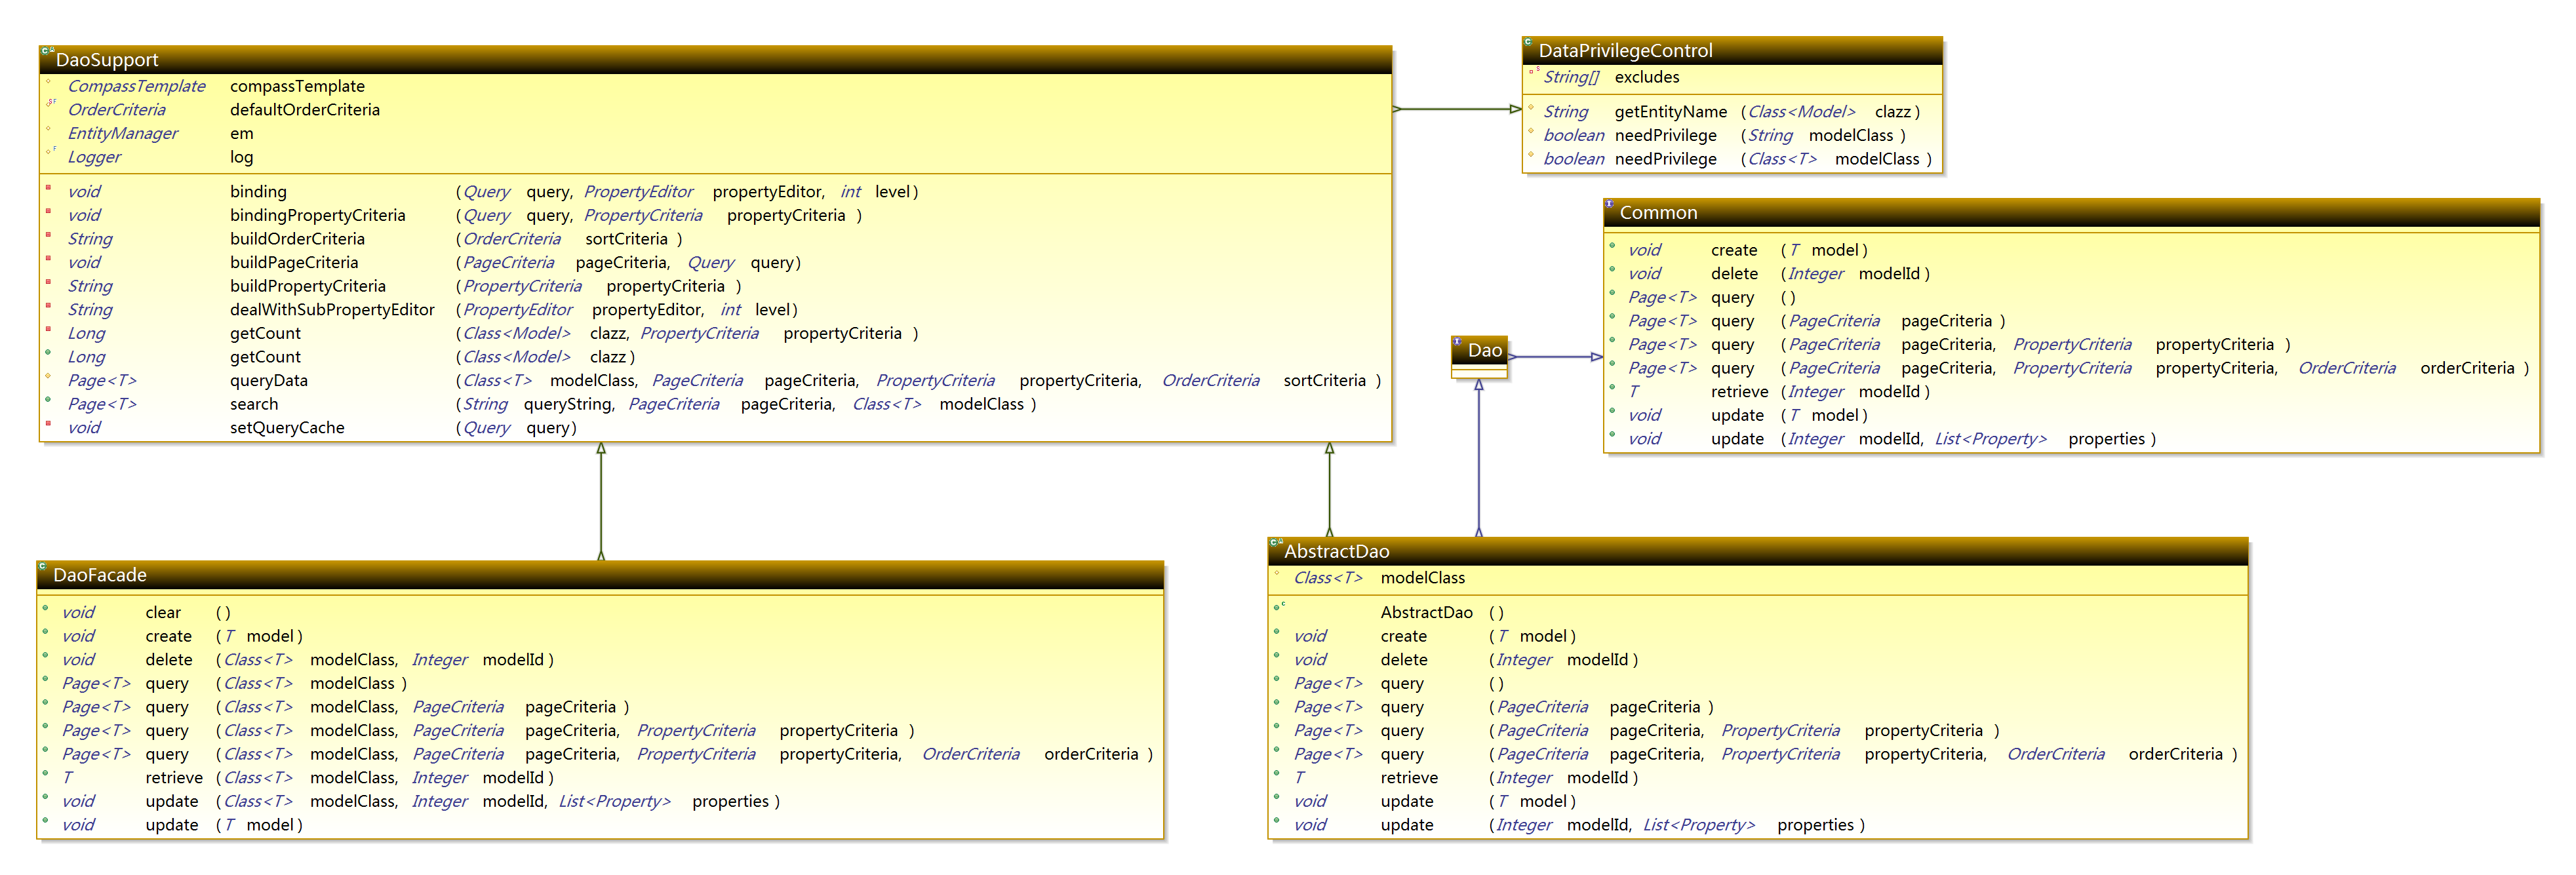 DaoSupport
CompassTemplate compassTemplate
OrderCriteria defaultOrderCriteria
EntityManager em
Logger log
void binding (Query query, PropertyEditor propertyEditor, int level)
void bindingPropertyCriteria (Query query, PropertyCriteria propertyCriteria )
String buildOrderCriteria (OrderCriteria sortCriteria )
void buildPageCriteria (PageCriteria pageCriteria, Query query)
String buildPropertyCriteria (PropertyCriteria propertyCriteria )
String dealWithSubPropertyEditor (PropertyEditor propertyEditor, int level)
Long getCount (Class<Model> clazz, PropertyCriteria propertyCriteria )
Long getCount (Class<Model> clazz)
Page<T> queryData (Class<T> modelClass, PageCriteria pageCriteria, PropertyCriteria propertyCriteria, OrderCriteria sortCriteria )
Page<T> search (String queryString, PageCriteria pageCriteria, Class<T> modelClass )
void setQueryCache (Query query)
DataPrivilegeControl
String[] excludes
String getEntityName (Class<Model> clazz )
boolean needPrivilege (String modelClass )
boolean needPrivilege (Class<T> modelClass )
Common
void create (T model)
void delete (Integer modelId)
Page<T> query ()
Page<T> query (PageCriteria pageCriteria )
Page<T> query (PageCriteria pageCriteria, PropertyCriteria propertyCriteria )
Page<T> query (PageCriteria pageCriteria, PropertyCriteria propertyCriteria, OrderCriteria orderCriteria )
T retrieve (Integer modelId)
void update (T model)
void update (Integer modelId, List<Property> properties )
Dao
DaoFacade
void clear ()
void create (T model)
void delete (Class<T> modelClass, Integer modelId)
Page<T> query (Class<T> modelClass )
Page<T> query (Class<T> modelClass, PageCriteria pageCriteria )
Page<T> query (Class<T> modelClass, PageCriteria pageCriteria, PropertyCriteria propertyCriteria )
Page<T> query (Class<T> modelClass, PageCriteria pageCriteria, PropertyCriteria propertyCriteria, OrderCriteria orderCriteria )
T retrieve (Class<T> modelClass, Integer modelId)
void update (Class<T> modelClass, Integer modelId, List<Property> properties )
void update (T model)
AbstractDao
Class<T> modelClass
AbstractDao ()
void create (T model)
void delete (Integer modelId)
Page<T> query ()
Page<T> query (PageCriteria pageCriteria )
Page<T> query (PageCriteria pageCriteria, PropertyCriteria propertyCriteria )
Page<T> query (PageCriteria pageCriteria, PropertyCriteria propertyCriteria, OrderCriteria orderCriteria )
T retrieve (Integer modelId)
void update (T model)
void update (Integer modelId, List<Property> properties )